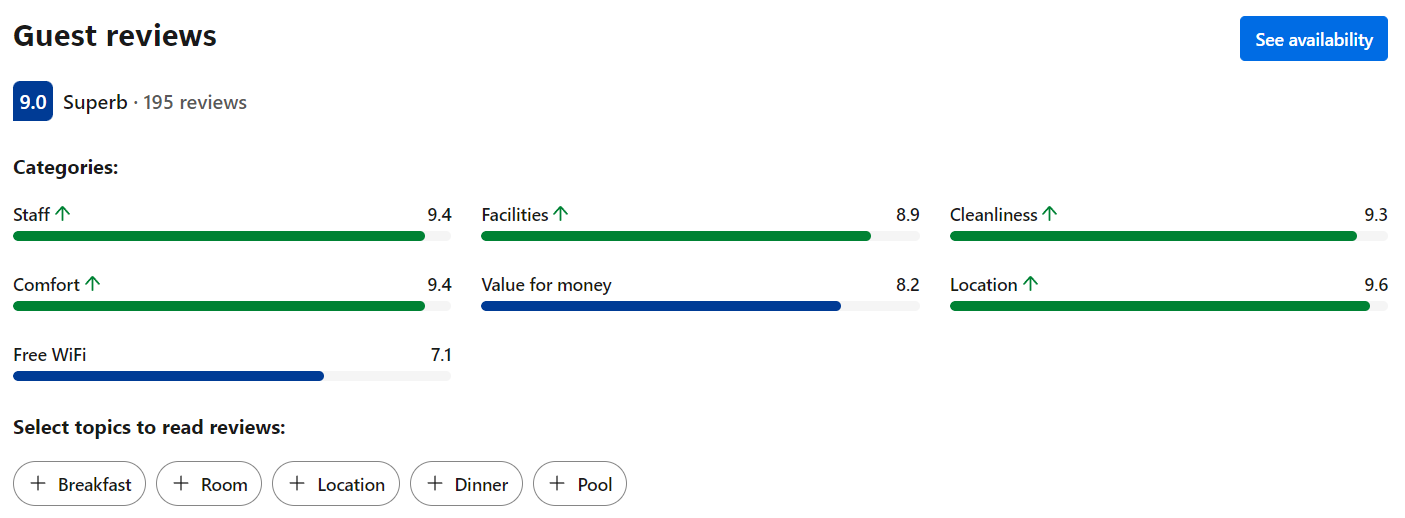 Guest reviews
See availability
9.0 Superb · 195 reviews
Categories:
Staff ↑ 9.4
Facilities ↑ 8.9
Cleanliness ↑ 9.3
Comfort ↑ 9.4
Value for money 8.2
Location ↑ 9.6
Free WiFi 7.1
Select topics to read reviews:
+ Breakfast + Room + Location + Dinner + Pool